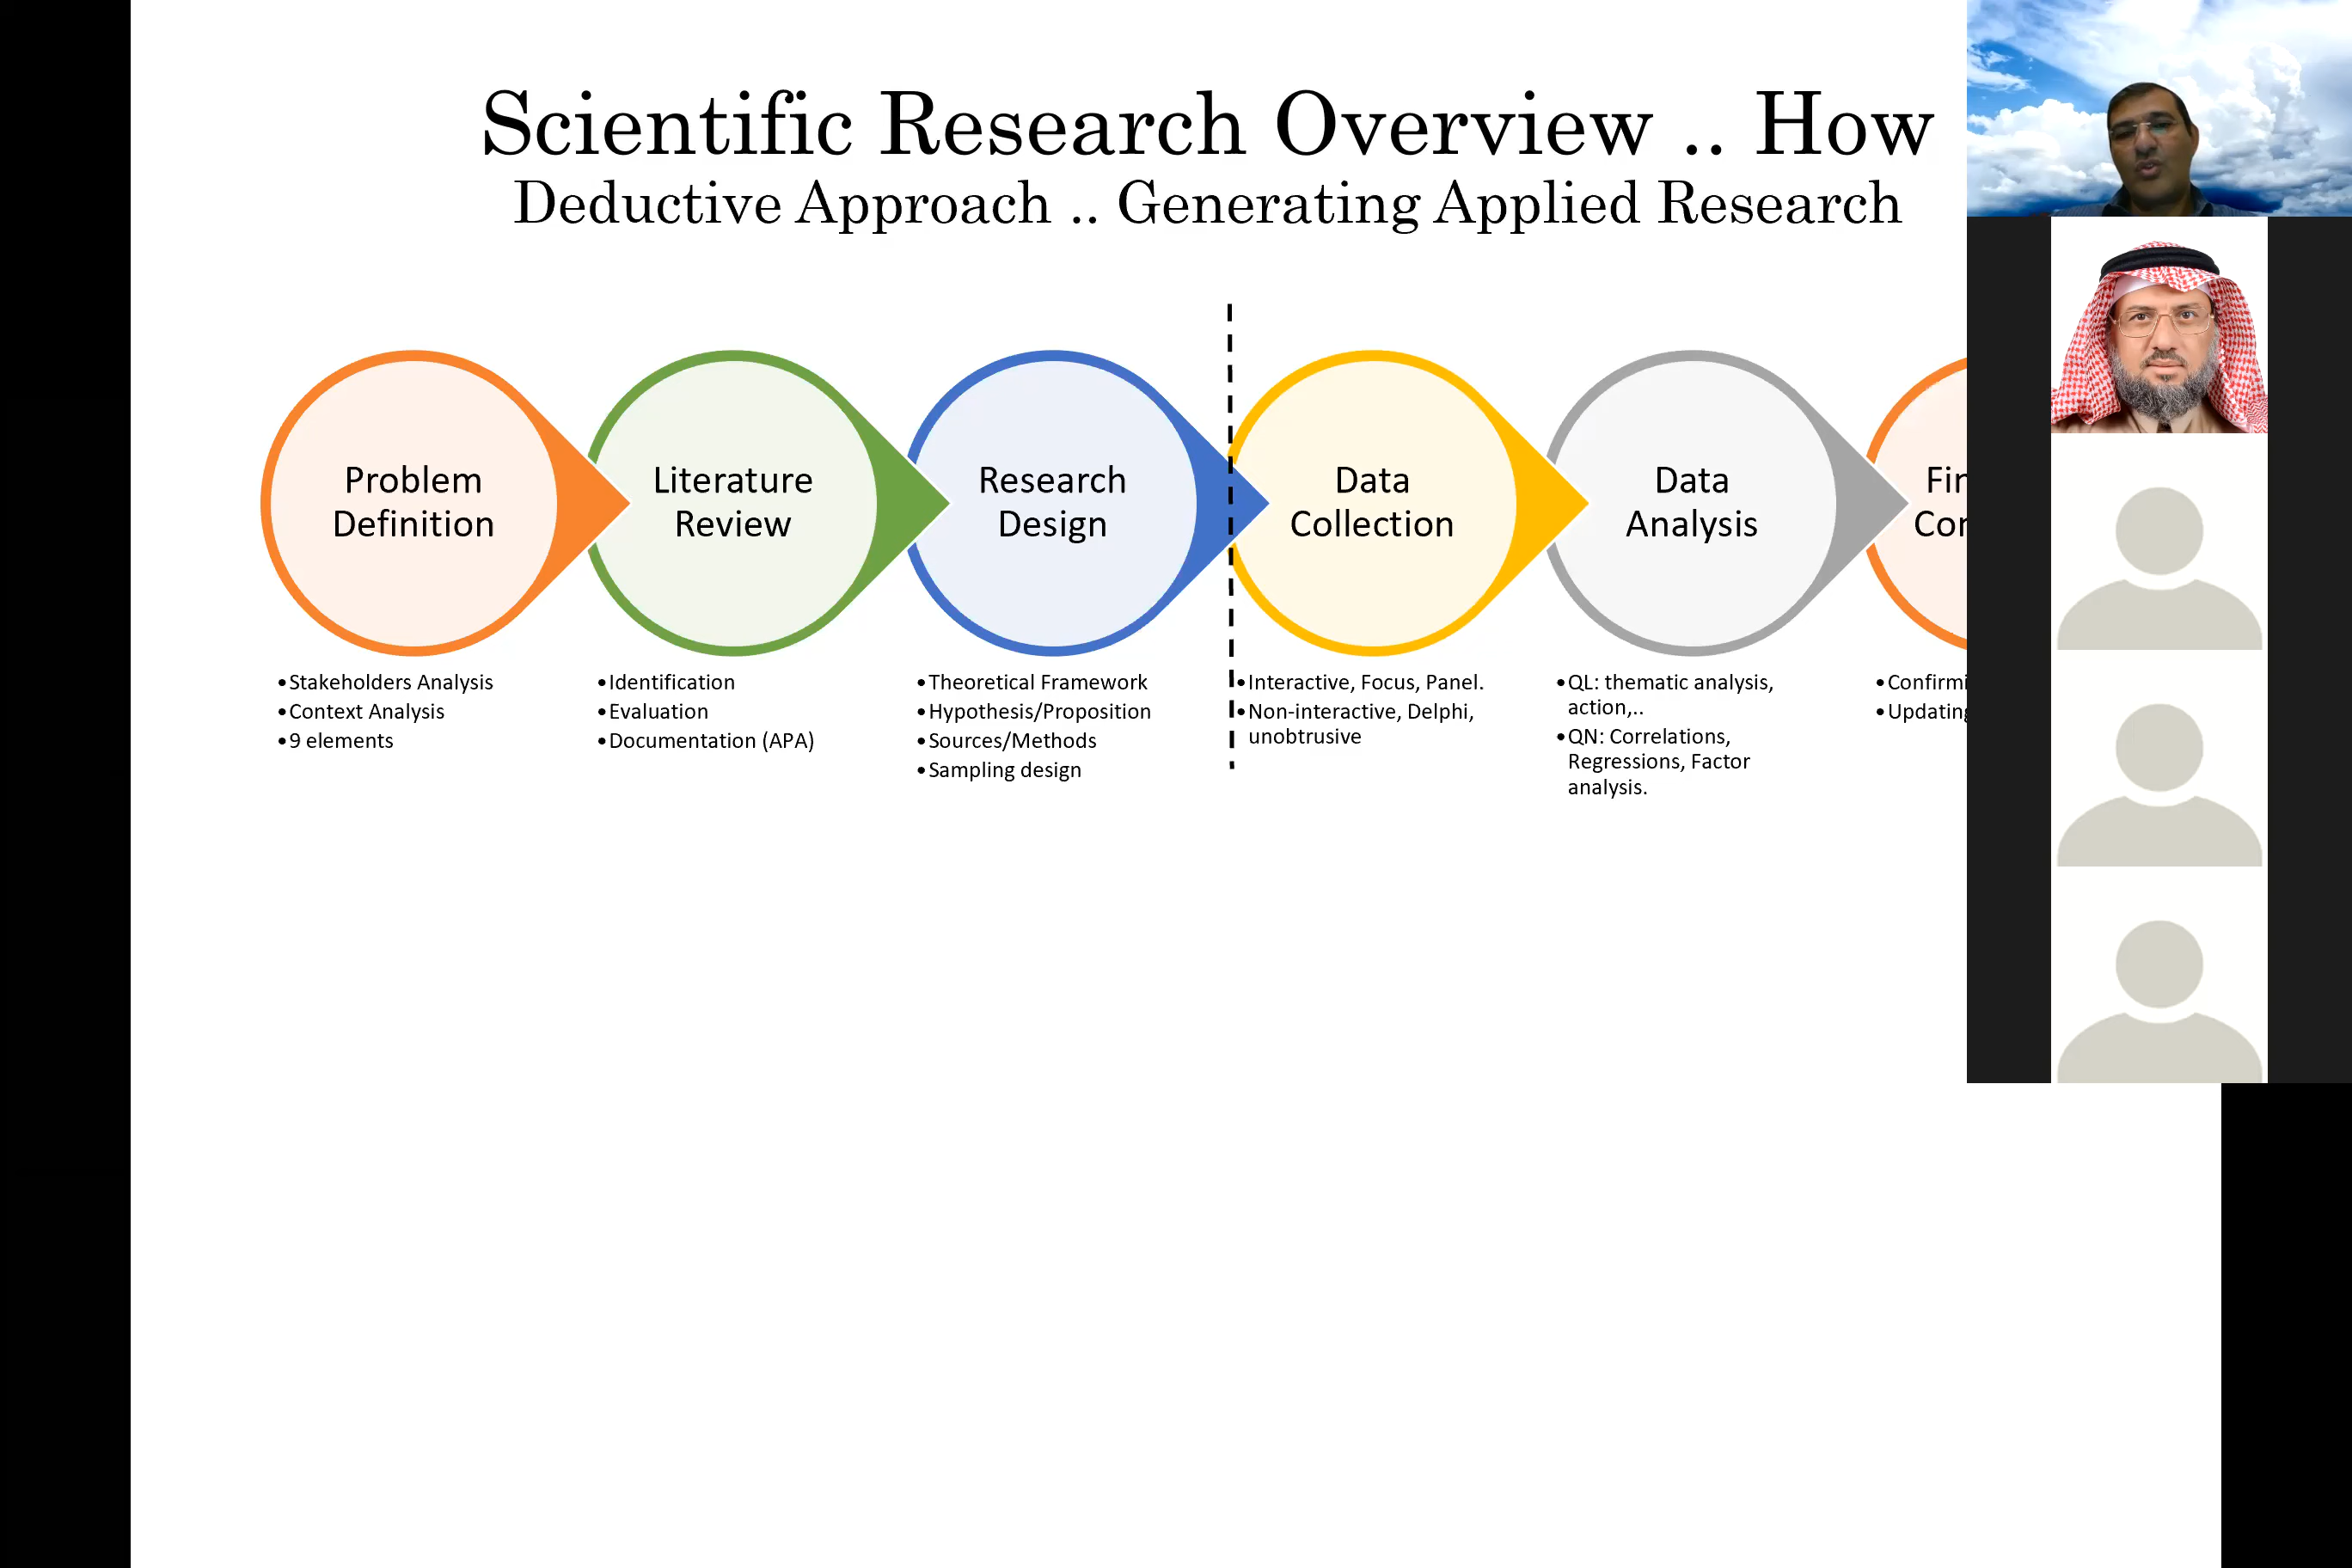 Scientific Research Overview .. How
Deductive Approach .. Generating Applied Research
Problem
Definition
•Stakeholders Analysis
•Context Analysis
•9 elements
Literature
Review
•Identification
•Evaluation
•Documentation (APA)
Research
Design
•Theoretical Framework
•Hypothesis/Proposition
•Sources/Methods
•Sampling design
Data
Collection
•Interactive, Focus, Panel.
•Non-interactive, Delphi,
unobtrusive
Data
Analysis
•QL: thematic analysis,
action,..
•QN: Correlations,
Regressions, Factor
analysis.